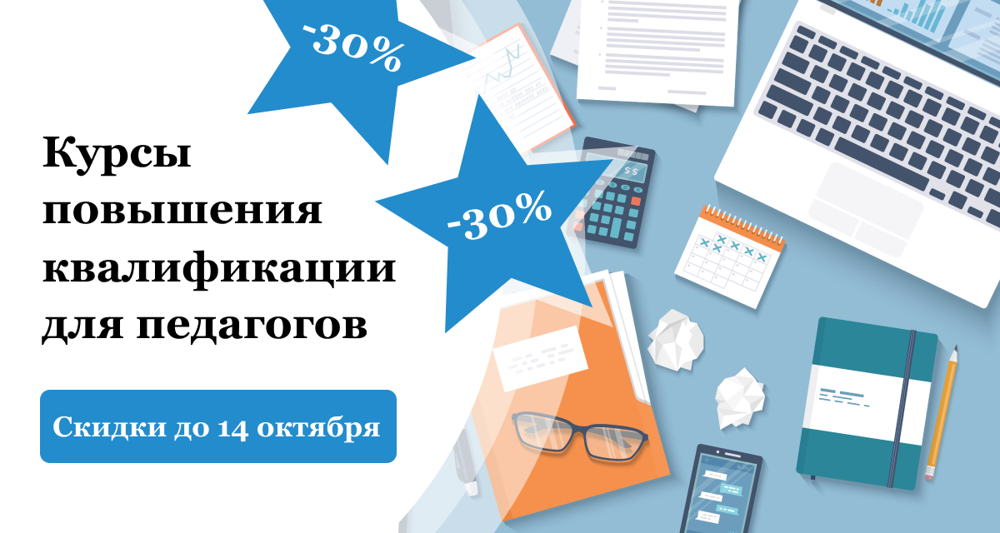 -30%
-30%
Курсы
повышения
квалификации
для педагогов
Скидки до 14 октября
$$